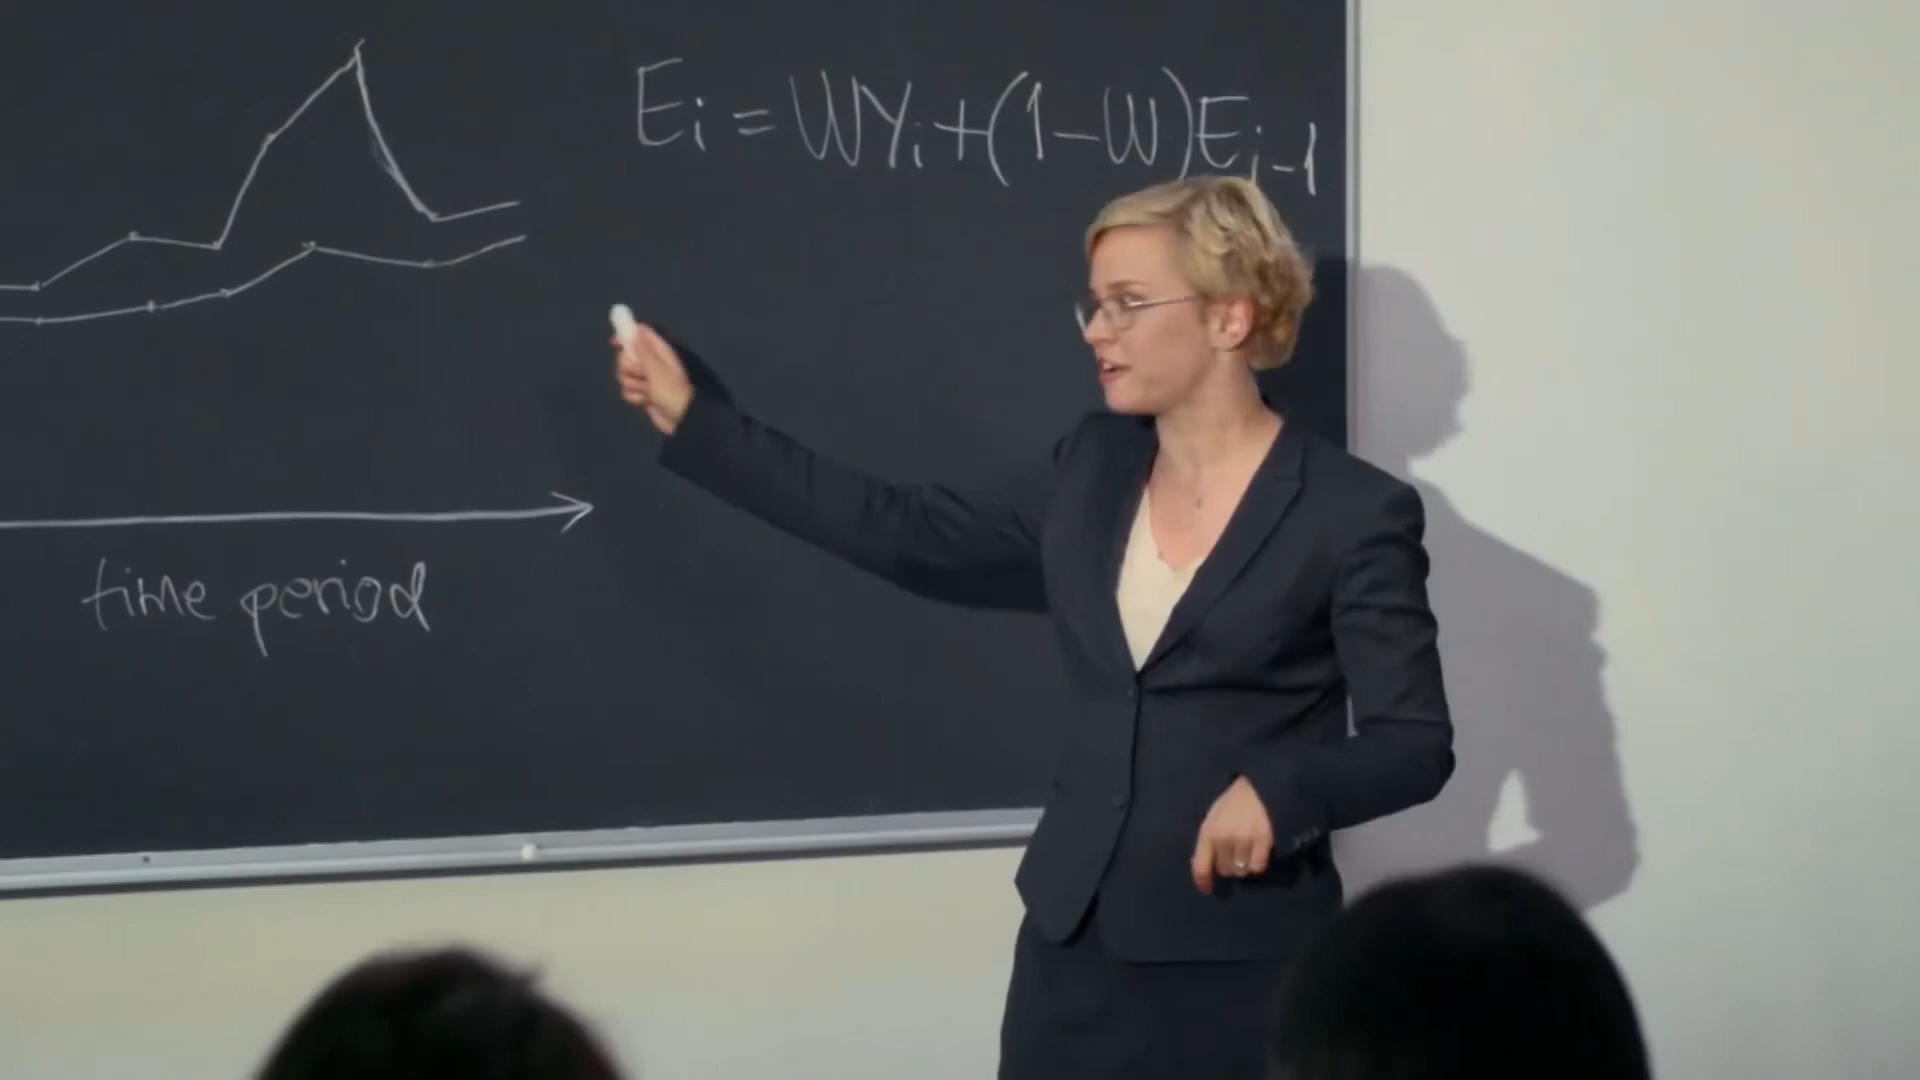 Ei = WYi + (1-W)Ei-1
time period